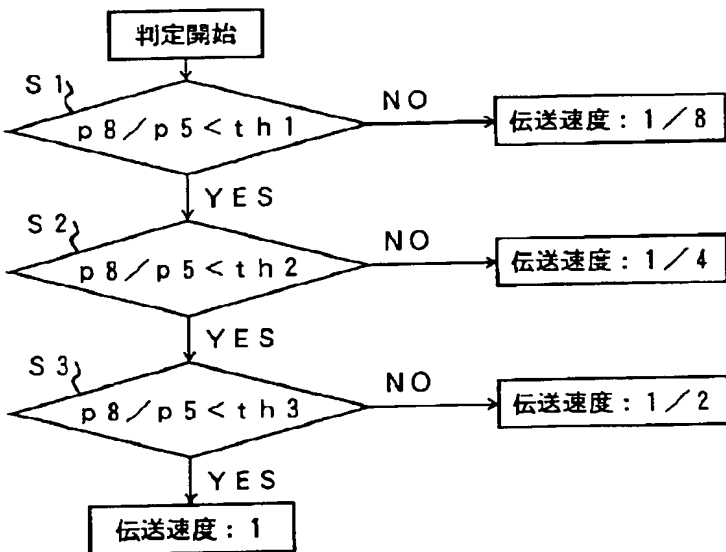 判定開始
S1
p8/p5<th1
NO
伝送速度:1/8
YES
S2
p8/p5<th2
NO
伝送速度:1/4
YES
S3
p8/p5<th3
NO
伝送速度:1/2
YES
伝送速度:1